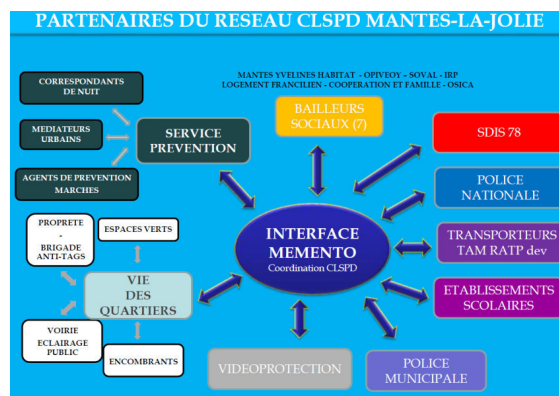 PARTENAIRES DU RESEAU CLSPD MANTES-LA-JOLIE
MANTES YVELINES HABITAT - OPIVEOY - SOVAL - IRP
LOGEMENT FRANCILIEN - COOPERATION ET FAMILLE - OSICA
CORRESPONDANTS
DE NUIT
MEDIATEURS
URBAINS
AGENTS DE PREVENTION
MARCHES
SERVICE
PREVENTION
BAILLEURS
SOCIAUX (7)
SDIS 78
POLICE
NATIONALE
TRANSPORTEURS
TAM RATP dev
ETABLISSEMENTS
SCOLAIRES
INTERFACE
MEMENTO
Coordination CLSPD
PROPRETE
-
BRIGADE
ANTI-TAGS
ESPACES VERTS
VIE
DES
QUARTIERS
VOIRIE
ECLAIRAGE
PUBLIC
ENCOMBRANTS
VIDEOPROTECTION
POLICE
MUNICIPALE